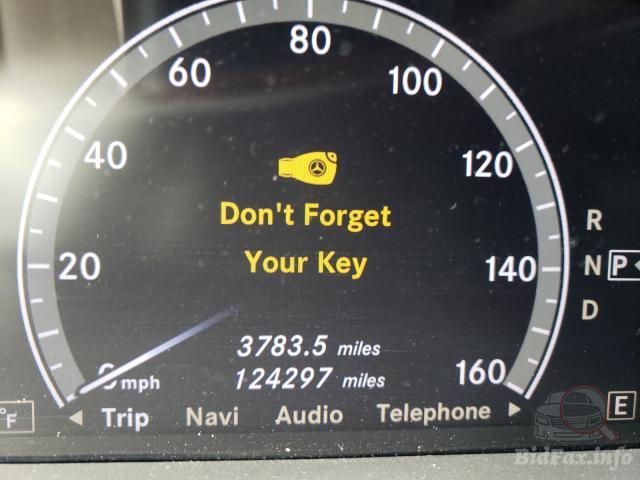 80
60
100
40
120
Don't Forget
R
Your Key
20
140
N P
D
3783.5 miles
0 mph
124297 miles
160
°F
Trip Navi Audio Telephone
E
BidFax.info